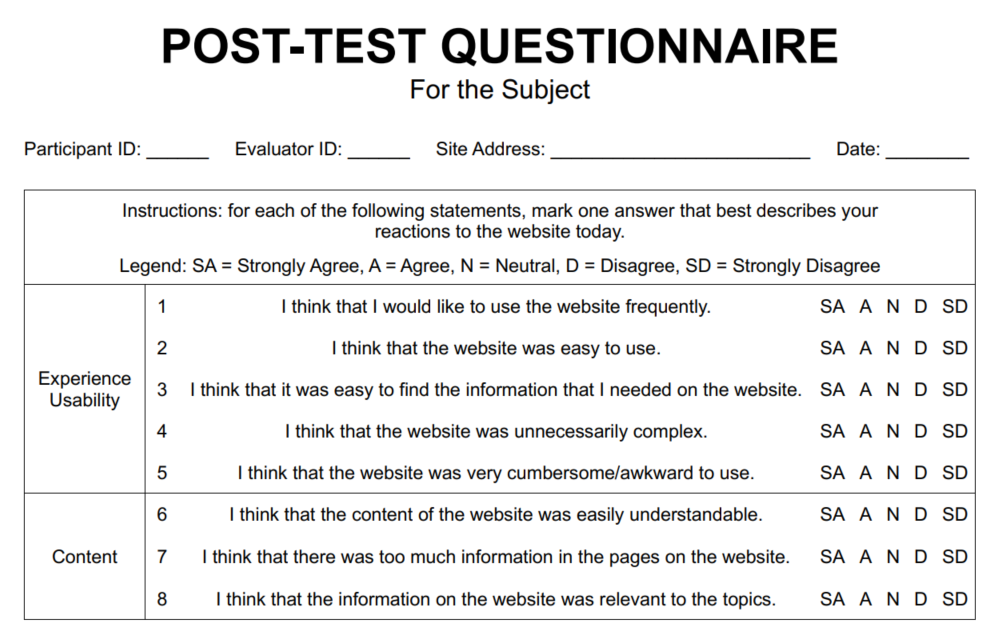 POST-TEST QUESTIONNAIRE
For the Subject
Participant ID: ______ Evaluator ID: ______ Site Address: _________________________ Date: ________
Instructions: for each of the following statements, mark one answer that best describes your
reactions to the website today.
Legend: SA = Strongly Agree, A = Agree, N = Neutral, D = Disagree, SD = Strongly Disagree
Experience
Usability
1 I think that I would like to use the website frequently. SA A N D SD
2 I think that the website was easy to use. SA A N D SD
3 I think that it was easy to find the information that I needed on the website. SA A N D SD
4 I think that the website was unnecessarily complex. SA A N D SD
5 I think that the website was very cumbersome/awkward to use. SA A N D SD
Content
6 I think that the content of the website was easily understandable. SA A N D SD
7 I think that there was too much information in the pages on the website. SA A N D SD
8 I think that the information on the website was relevant to the topics. SA A N D SD